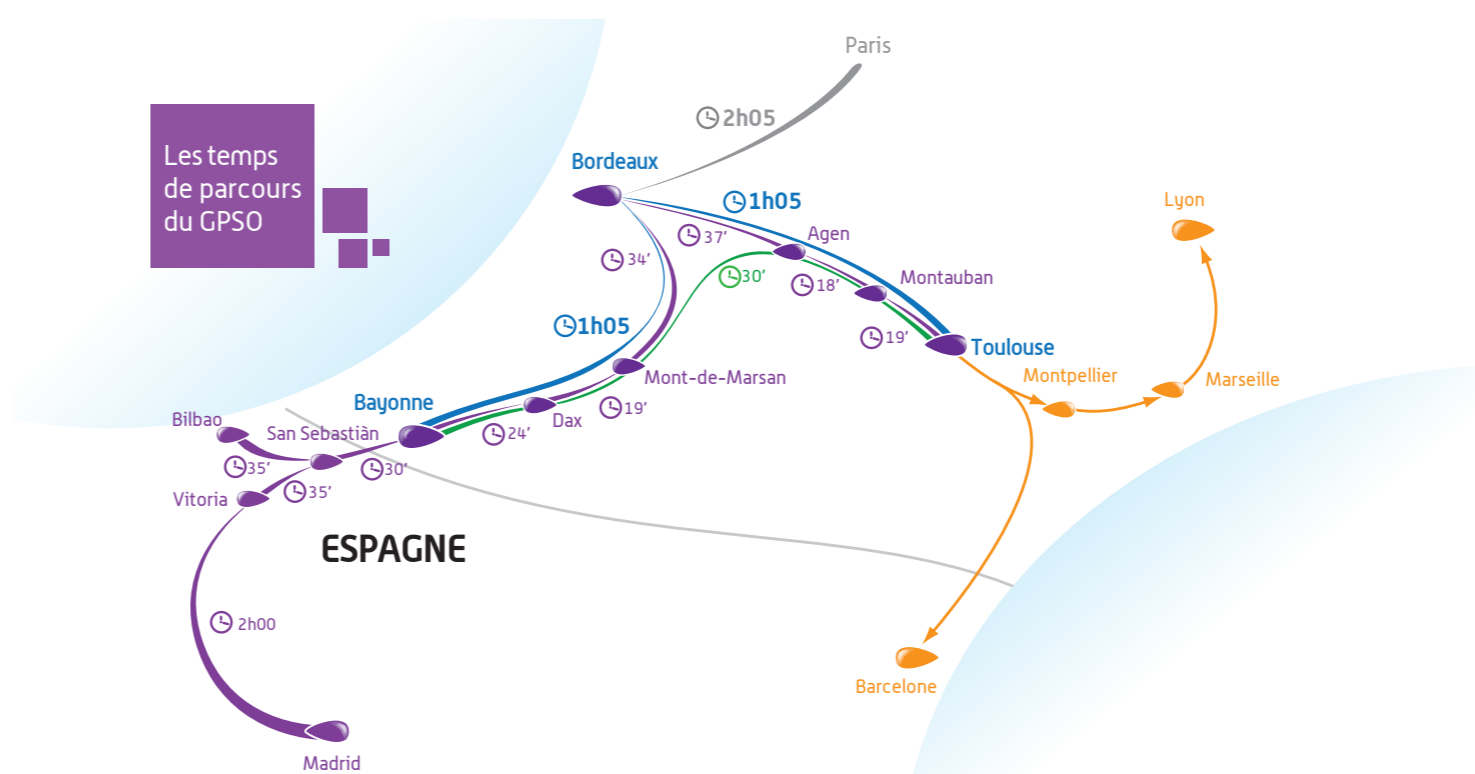 Paris
Les temps
de parcours
du GPSO
2h05
Bordeaux
1h05
Lyon
37’
Agen
34’
30’
18’
Montauban
1h05
19’
Toulouse
Mont-de-Marsan
Montpellier
Marseille
Bayonne
19’
Dax
Bilbao
San Sebastiàn
24’
35’
30’
Vitoria
35’
ESPAGNE
2h00
Barcelone
Madrid